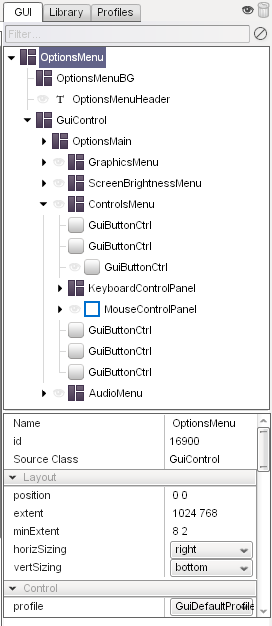 GUI Library Profiles
Filter...
OptionsMenu
OptionsMenuBG
T OptionsMenuHeader
GuiControl
OptionsMain
GraphicsMenu
ScreenBrightnessMenu
ControlsMenu
GuiButtonCtrl
GuiButtonCtrl
GuiButtonCtrl
KeyboardControlPanel
MouseControlPanel
GuiButtonCtrl
GuiButtonCtrl
GuiButtonCtrl
AudioMenu
Name OptionsMenu
id 16900
Source Class GuiControl
Layout
position 0 0
extent 1024 768
minExtent 8 2
horizSizing right
vertSizing bottom
Control
profile GuiDefaultProfile